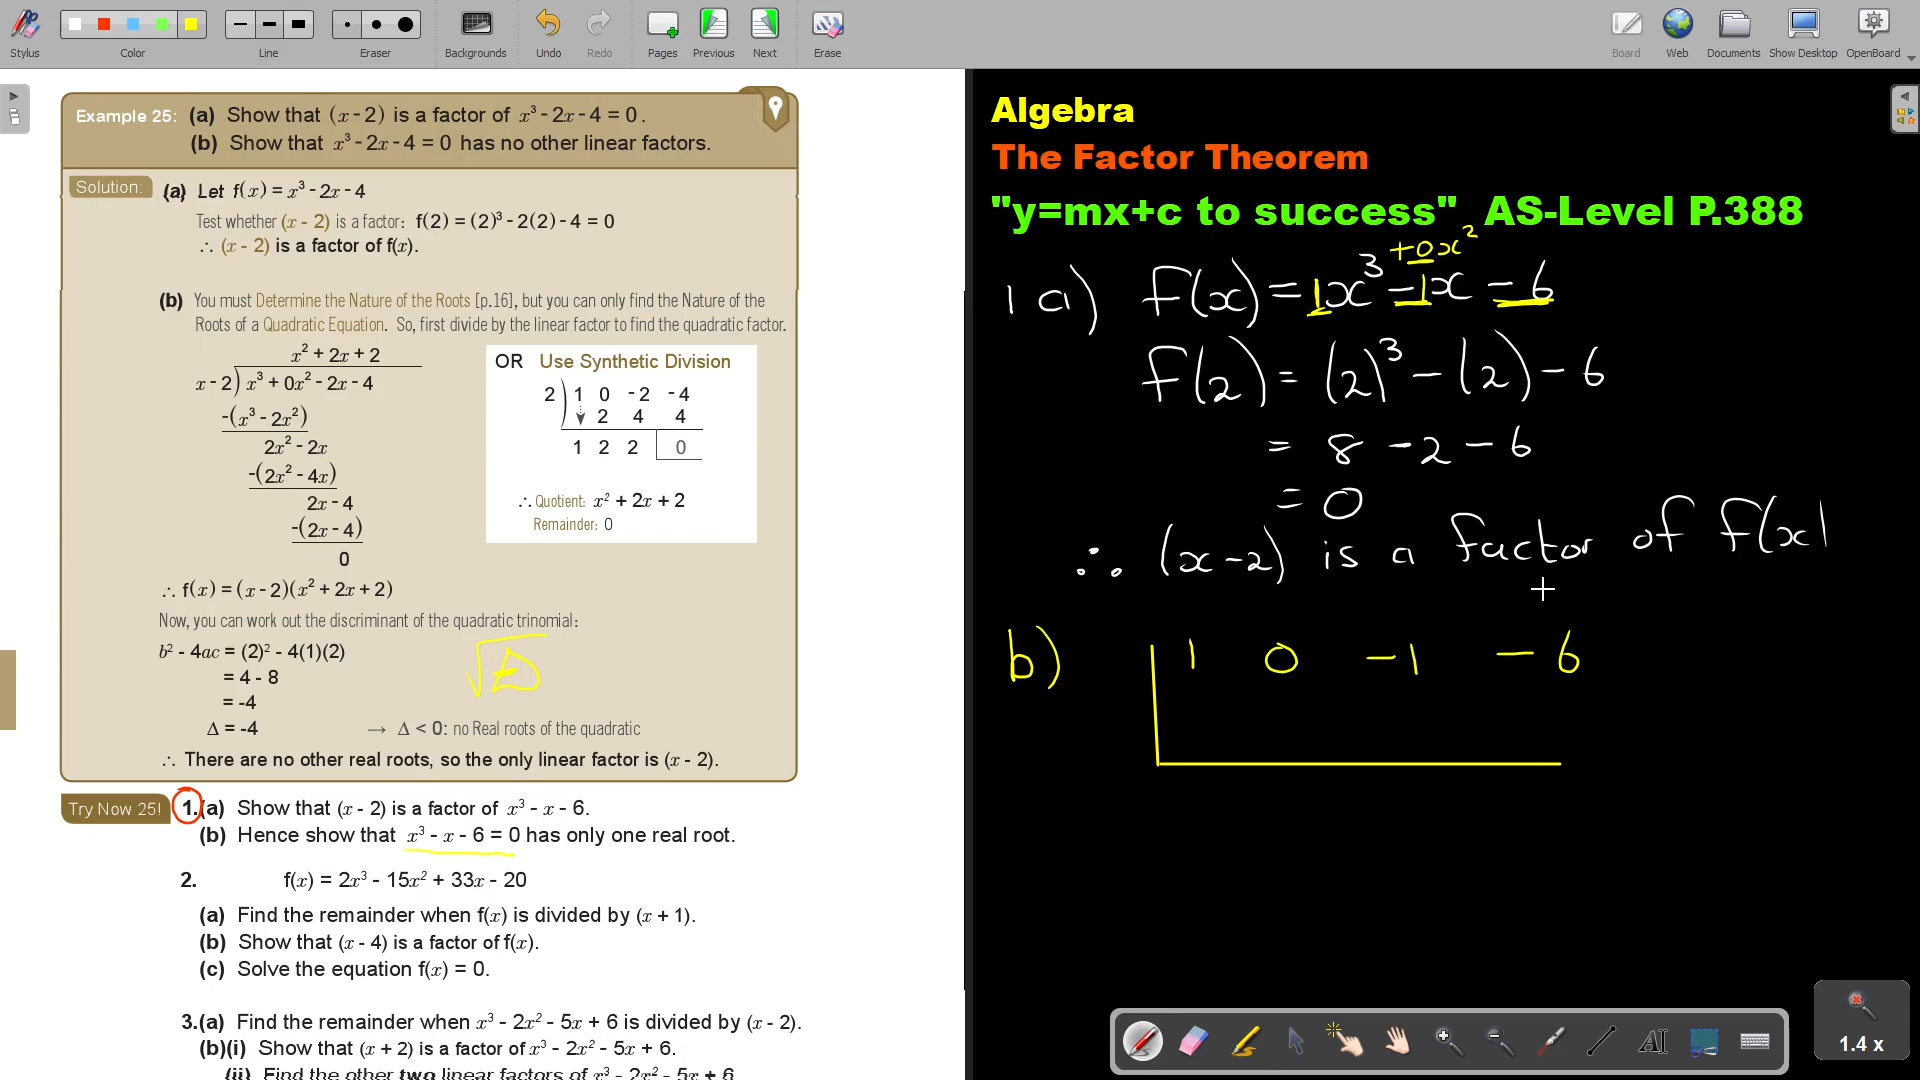 Stylus Color Line Eraser Backgrounds Undo Redo Pages Previous Next Erase Board Web Documents Show Desktop OpenBoard
Example 25: (a) Show that (x - 2) is a factor of x³ - 2x - 4 = 0.
(b) Show that x³ - 2x - 4 = 0 has no other linear factors.
Solution: (a) Let f(x) = x³ - 2x - 4
Test whether (x - 2) is a factor: f(2) = (2)³ - 2(2) - 4 = 0
∴ (x - 2) is a factor of f(x).
(b) You must Determine the Nature of the Roots [p.16], but you can only find the Nature of the
Roots of a Quadratic Equation. So, first divide by the linear factor to find the quadratic factor.
x² + 2x + 2
x - 2) x³ + 0x² - 2x - 4
-(x³ - 2x²)
2x² - 2x
-(2x² - 4x)
2x - 4
-(2x - 4)
0
OR Use Synthetic Division
2) 1 0 -2 -4
2 4 4
1 2 2 0
∴ Quotient: x² + 2x + 2
Remainder: 0
∴ f(x) = (x - 2)(x² + 2x + 2)
Now, you can work out the discriminant of the quadratic trinomial:
b² - 4ac = (2)² - 4(1)(2)
= 4 - 8
= -4
Δ = -4 → Δ < 0: no Real roots of the quadratic
∴ There are no other real roots, so the only linear factor is (x - 2).
Try Now 25! 1.(a) Show that (x - 2) is a factor of x³ - x - 6.
(b) Hence show that x³ - x - 6 = 0 has only one real root.
2. f(x) = 2x³ - 15x² + 33x - 20
(a) Find the remainder when f(x) is divided by (x + 1).
(b) Show that (x - 4) is a factor of f(x).
(c) Solve the equation f(x) = 0.
3.(a) Find the remainder when x³ - 2x² - 5x + 6 is divided by (x - 2).
(b)(i) Show that (x + 2) is a factor of x³ - 2x² - 5x + 6.
(ii) Find the other two linear factors of x³ - 2x² - 5x + 6
Algebra
The Factor Theorem
"y=mx+c to success" AS-Level P.388
+0x²
1 a) f(x) = 1x³ - 1x - 6
f(2) = (2)³ - (2) - 6
= 8 - 2 - 6
= 0
∴ (x - 2) is a factor of f(x)
b) 1 0 -1 -6
1.4 x